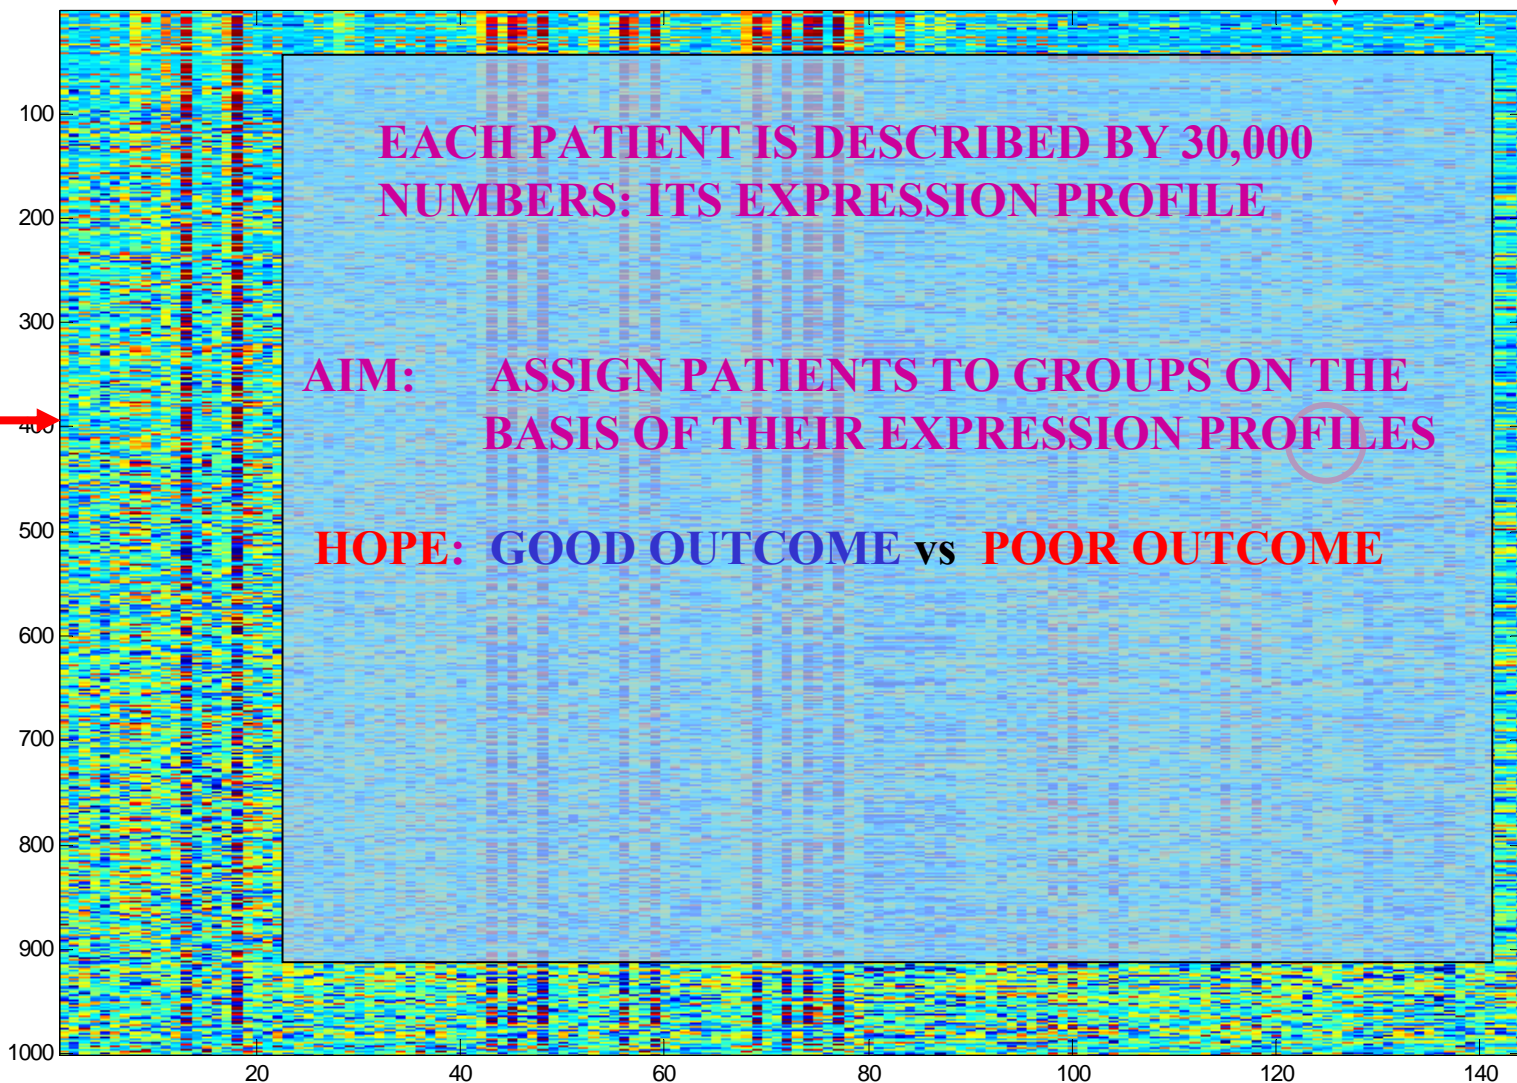 EACH PATIENT IS DESCRIBED BY 30,000
NUMBERS: ITS EXPRESSION PROFILE
AIM: ASSIGN PATIENTS TO GROUPS ON THE
BASIS OF THEIR EXPRESSION PROFILES
HOPE: GOOD OUTCOME vs POOR OUTCOME
100
200
300
400
500
600
700
800
900
1000
20 40 60 80 100 120 140